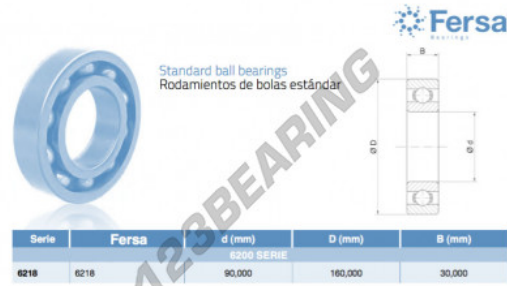 Fersa
Bearings
Standard ball bearings
Rodamientos de bolas estándar
B
Ø D
Ø d
123BEARING
Serie Fersa d (mm) D (mm) B (mm)
6200 SERIE
6218 6218 90,000 160,000 30,000